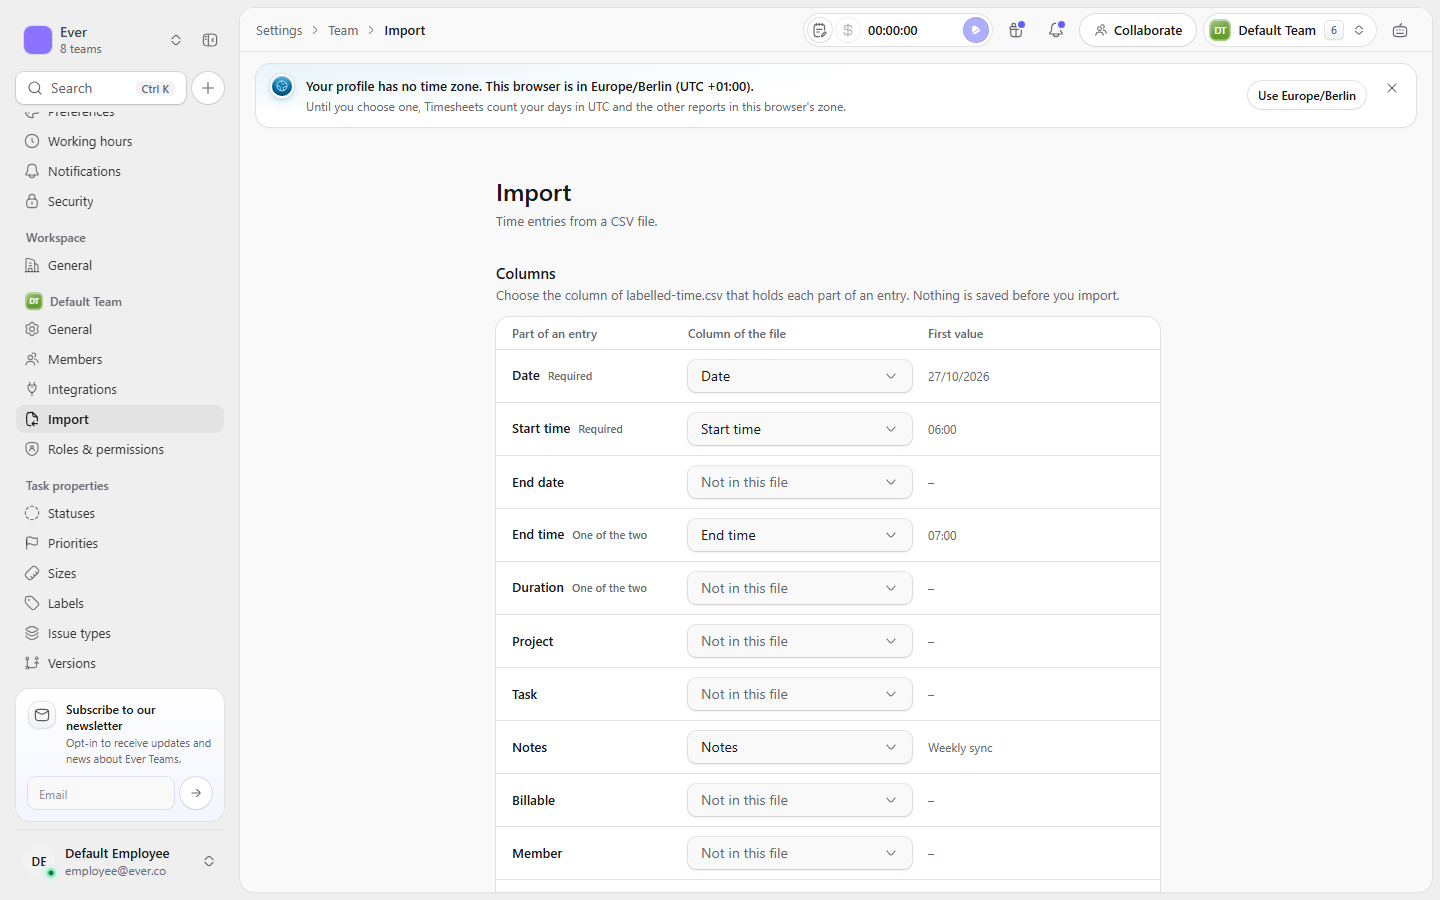 Ever
8 teams
Search
Ctrl K
Preferences
Working hours
Notifications
Security
Workspace
General
DT
Default Team
General
Members
Integrations
Import
Roles & permissions
Task properties
Statuses
Priorities
Sizes
Labels
Issue types
Versions
Subscribe to our
newsletter
Opt-in to receive updates and
news about Ever Teams.
Email
DE
Default Employee
employee@ever.co
Settings
Team
Import
00:00:00
Collaborate
DT
Default Team
6
Your profile has no time zone. This browser is in Europe/Berlin (UTC +01:00).
Until you choose one, Timesheets count your days in UTC and the other reports in this browser's zone.
Use Europe/Berlin
Import
Time entries from a CSV file.
Columns
Choose the column of labelled-time.csv that holds each part of an entry. Nothing is saved before you import.
Part of an entry
Column of the file
First value
Date Required
Date
27/10/2026
Start time Required
Start time
06:00
End date
Not in this file
–
End time One of the two
End time
07:00
Duration One of the two
Not in this file
–
Project
Not in this file
–
Task
Not in this file
–
Notes
Notes
Weekly sync
Billable
Not in this file
–
Member
Not in this file
–